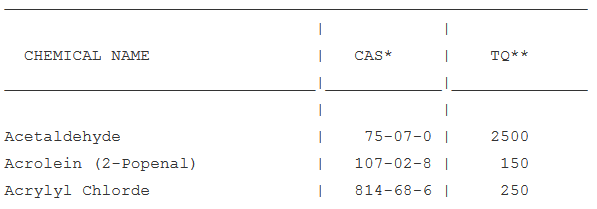 CHEMICAL NAME | CAS* | TQ**
Acetaldehyde | 75-07-0 | 2500
Acrolein (2-Popenal) | 107-02-8 | 150
Acrylyl Chlorde | 814-68-6 | 250